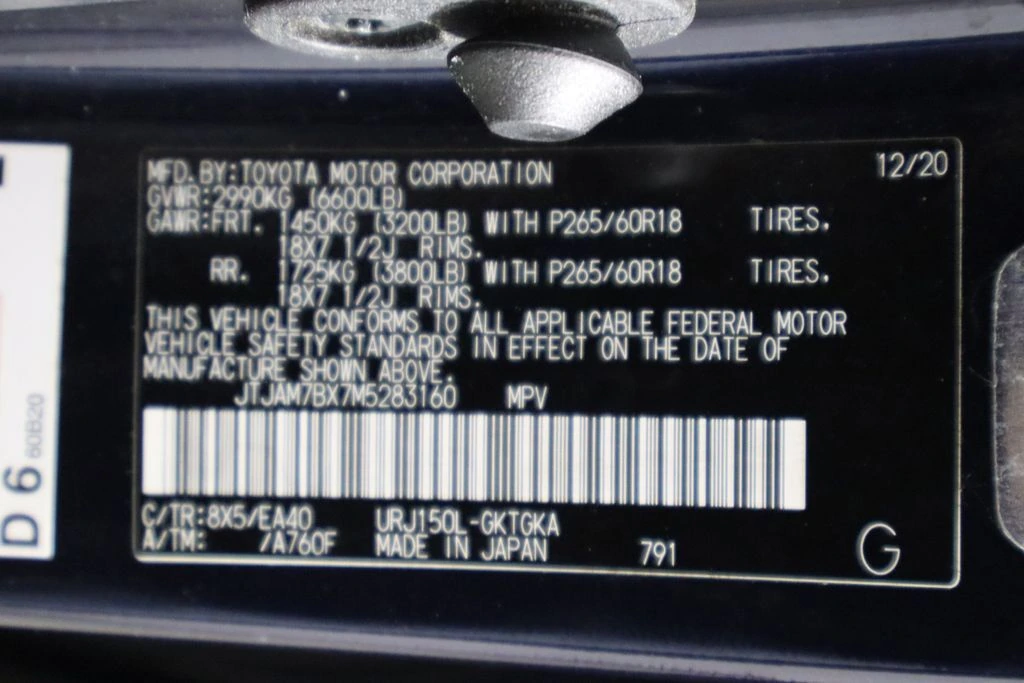 MFD.BY:TOYOTA MOTOR CORPORATION 12/20
GVWR:2990KG (6600LB)
GAWR:FRT. 1450KG (3200LB) WITH P265/60R18 TIRES.
18X7 1/2J RIMS.
RR. 1725KG (3800LB) WITH P265/60R18 TIRES.
18X7 1/2J RIMS.
THIS VEHICLE CONFORMS TO ALL APPLICABLE FEDERAL MOTOR
VEHICLE SAFETY STANDARDS IN EFFECT ON THE DATE OF
MANUFACTURE SHOWN ABOVE.
JTJAM7BX7M5283160 MPV
C/TR:8X5/EA40 URJ150L-GKTGKA
A/TM: /A760F MADE IN JAPAN 791 G
D 6 60B20